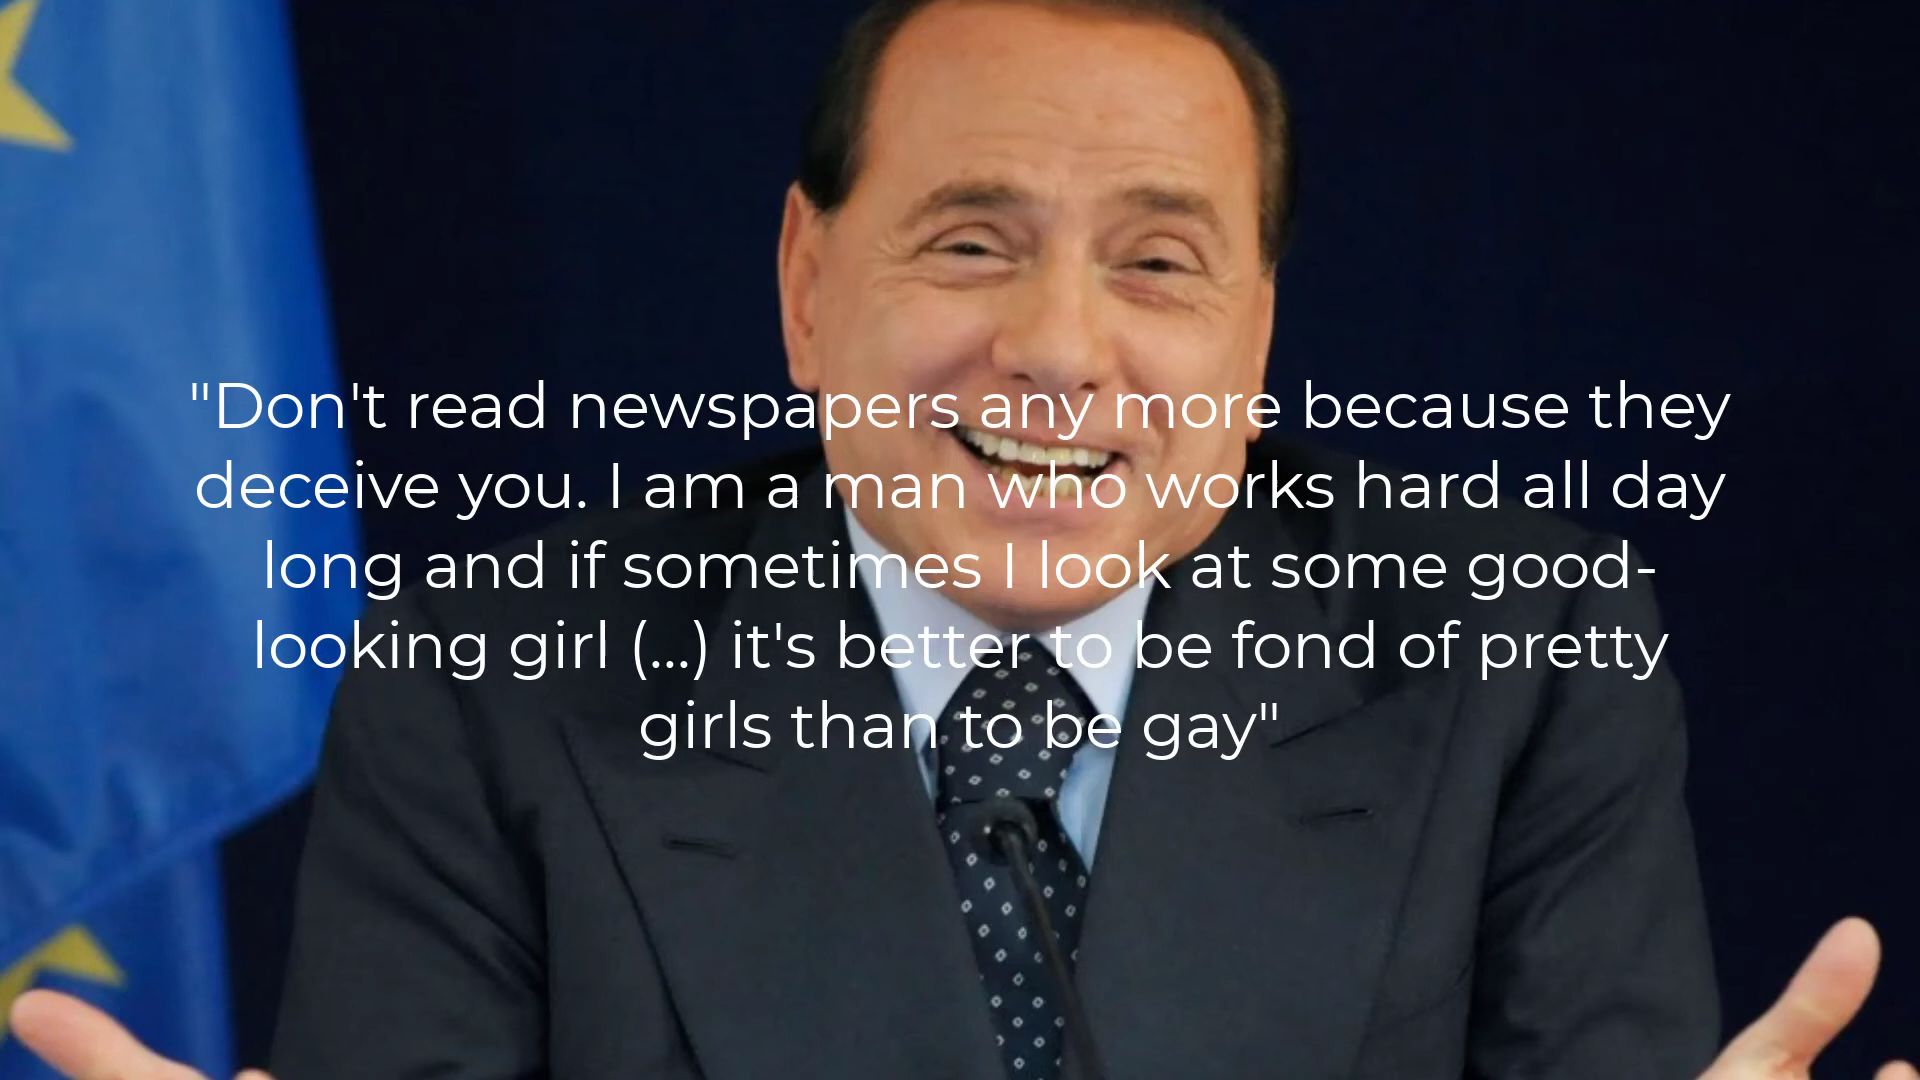 "Don't read newspapers any more because they
deceive you. I am a man who works hard all day
long and if sometimes I look at some good-
looking girl (...) it's better to be fond of pretty
girls than to be gay"